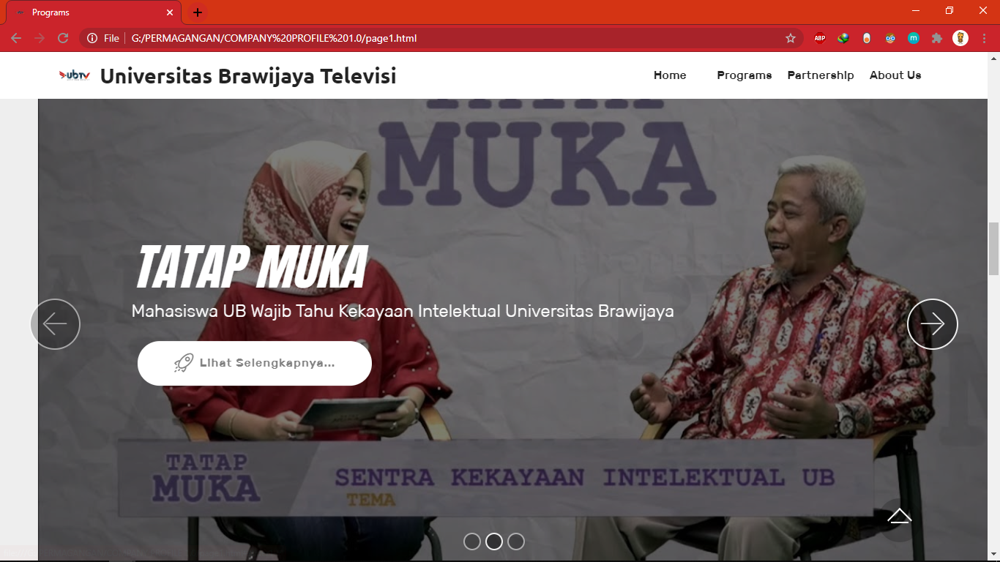 Programs
File
G:/PERMAGANGAN/COMPANY%20PROFILE%201.0/page1.html
ABP
m
UBTV
Universitas Brawijaya Televisi
Home
Programs
Partnership
About Us
MUKA
TATAP MUKA
Mahasiswa UB Wajib Tahu Kekayaan Intelektual Universitas Brawijaya
Lihat Selengkapnya...
TATAP
MUKA
SENTRA KEKAYAAN INTELEKTUAL UB
TEMA